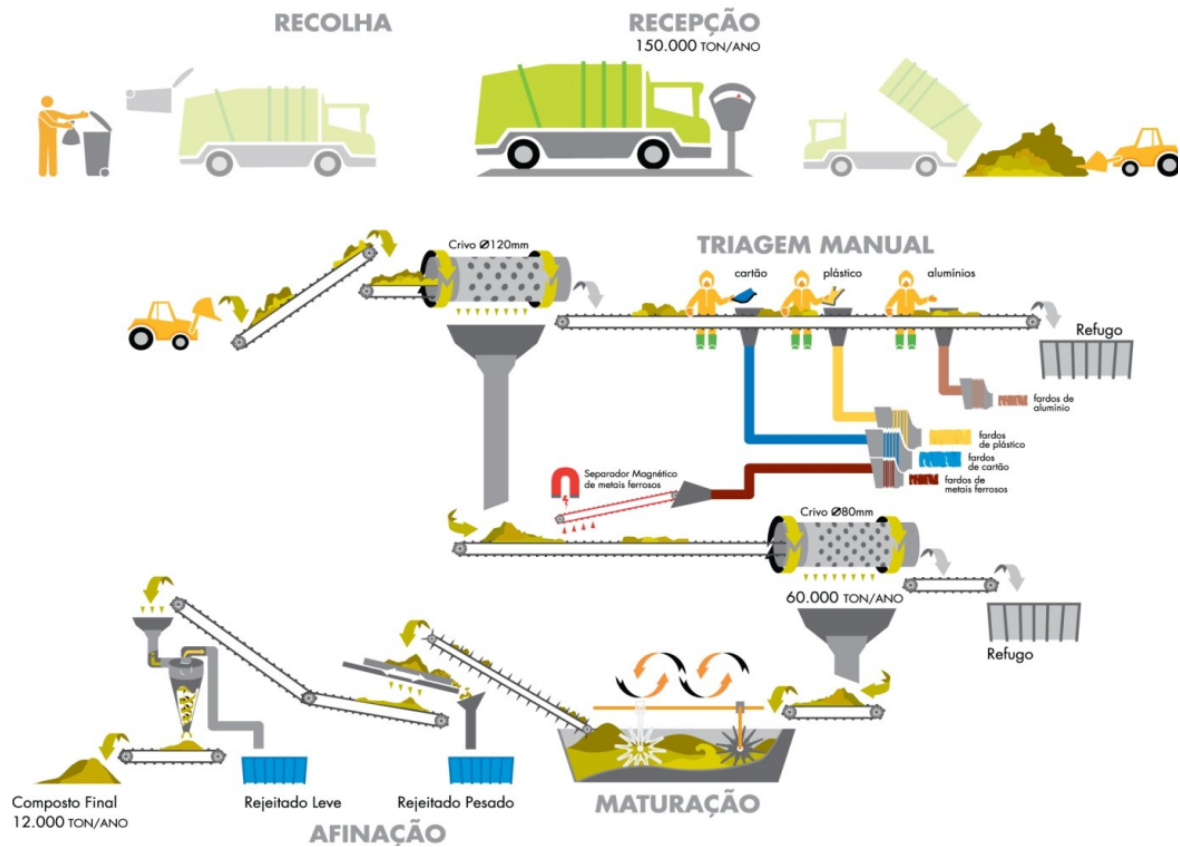 RECOLHA
RECEPÇÃO
150.000 TON/ANO
Crivo Ø120mm
TRIAGEM MANUAL
cartão
plástico
alumínios
Refugo
fardos de
alumínio
fardos
de plástico
fardos
de cartão
fardos de
metais ferrosos
Separador Magnético
de metais ferrosos
Crivo Ø80mm
60.000 TON/ANO
Refugo
MATURAÇÃO
Rejeitado Pesado
Rejeitado Leve
Composto Final
12.000 TON/ANO
AFINAÇÃO